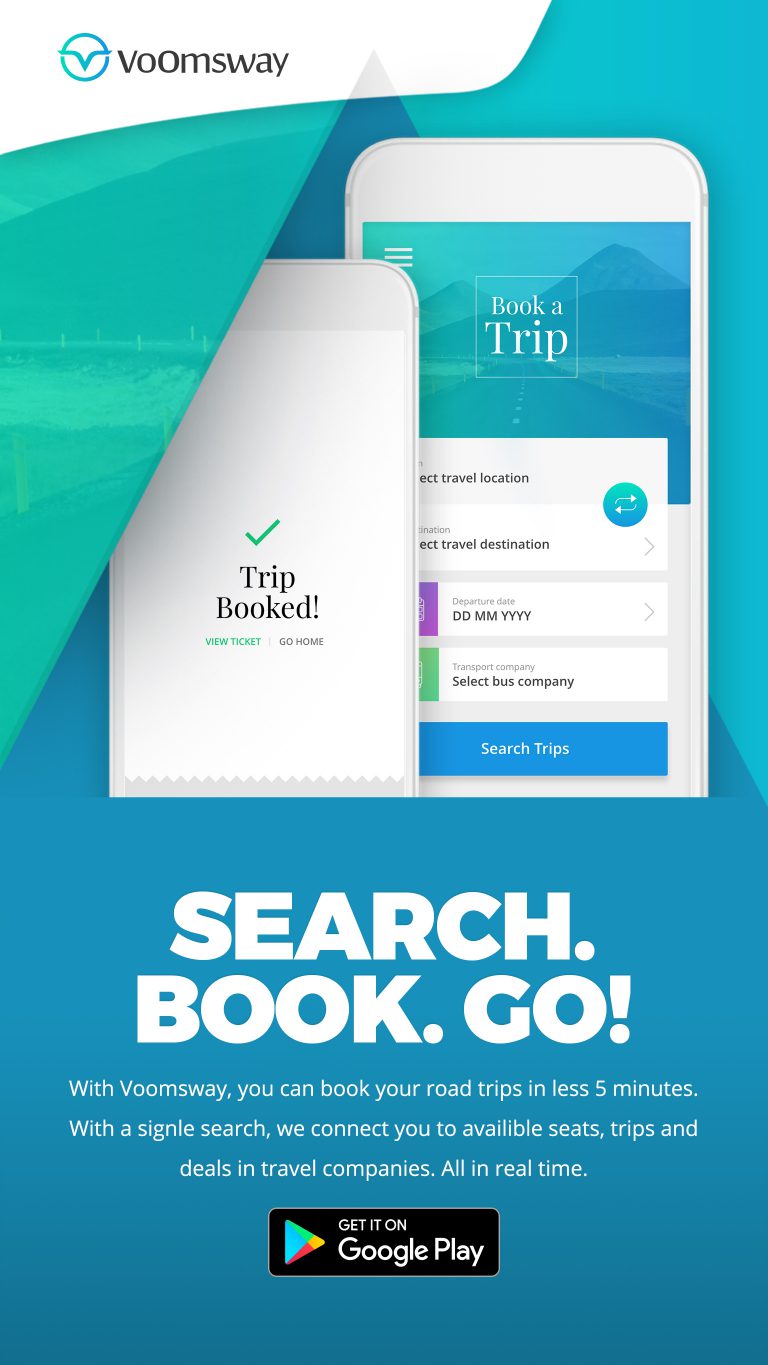 VoOmsway
Book a
Trip
ect travel location
tination
ect travel destination
Departure date
DD MM YYYY
Transport company
Select bus company
Search Trips
Trip
Booked!
VIEW TICKET | GO HOME
SEARCH.
BOOK. GO!
With Voomsway, you can book your road trips in less 5 minutes.
With a signle search, we connect you to availible seats, trips and
deals in travel companies. All in real time.
GET IT ON
Google Play